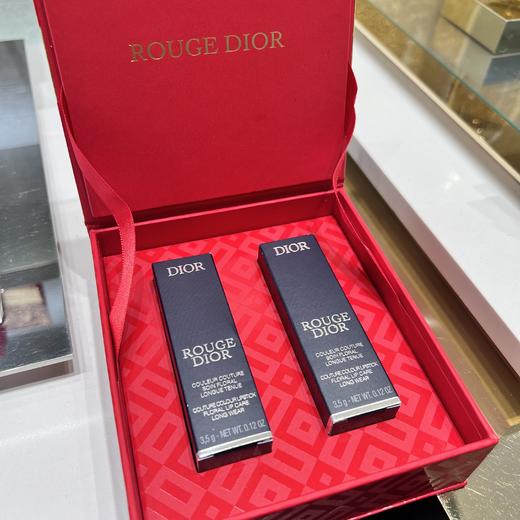 ROUGE DIOR
DIOR
ROUGE
DIOR
COULEUR COUTURE
SOIN FLORAL
LONGUE TENUE
COUTURE COLOUR LIPSTICK
FLORAL LIP CARE
LONG WEAR
3,5 g - NET WT. 0.12 OZ
DIOR
ROUGE
DIOR
COULEUR COUTURE
SOIN FLORAL
LONGUE TENUE
COUTURE COLOUR LIPSTICK
FLORAL LIP CARE
LONG WEAR
3,5 g - NET WT. 0.12 OZ